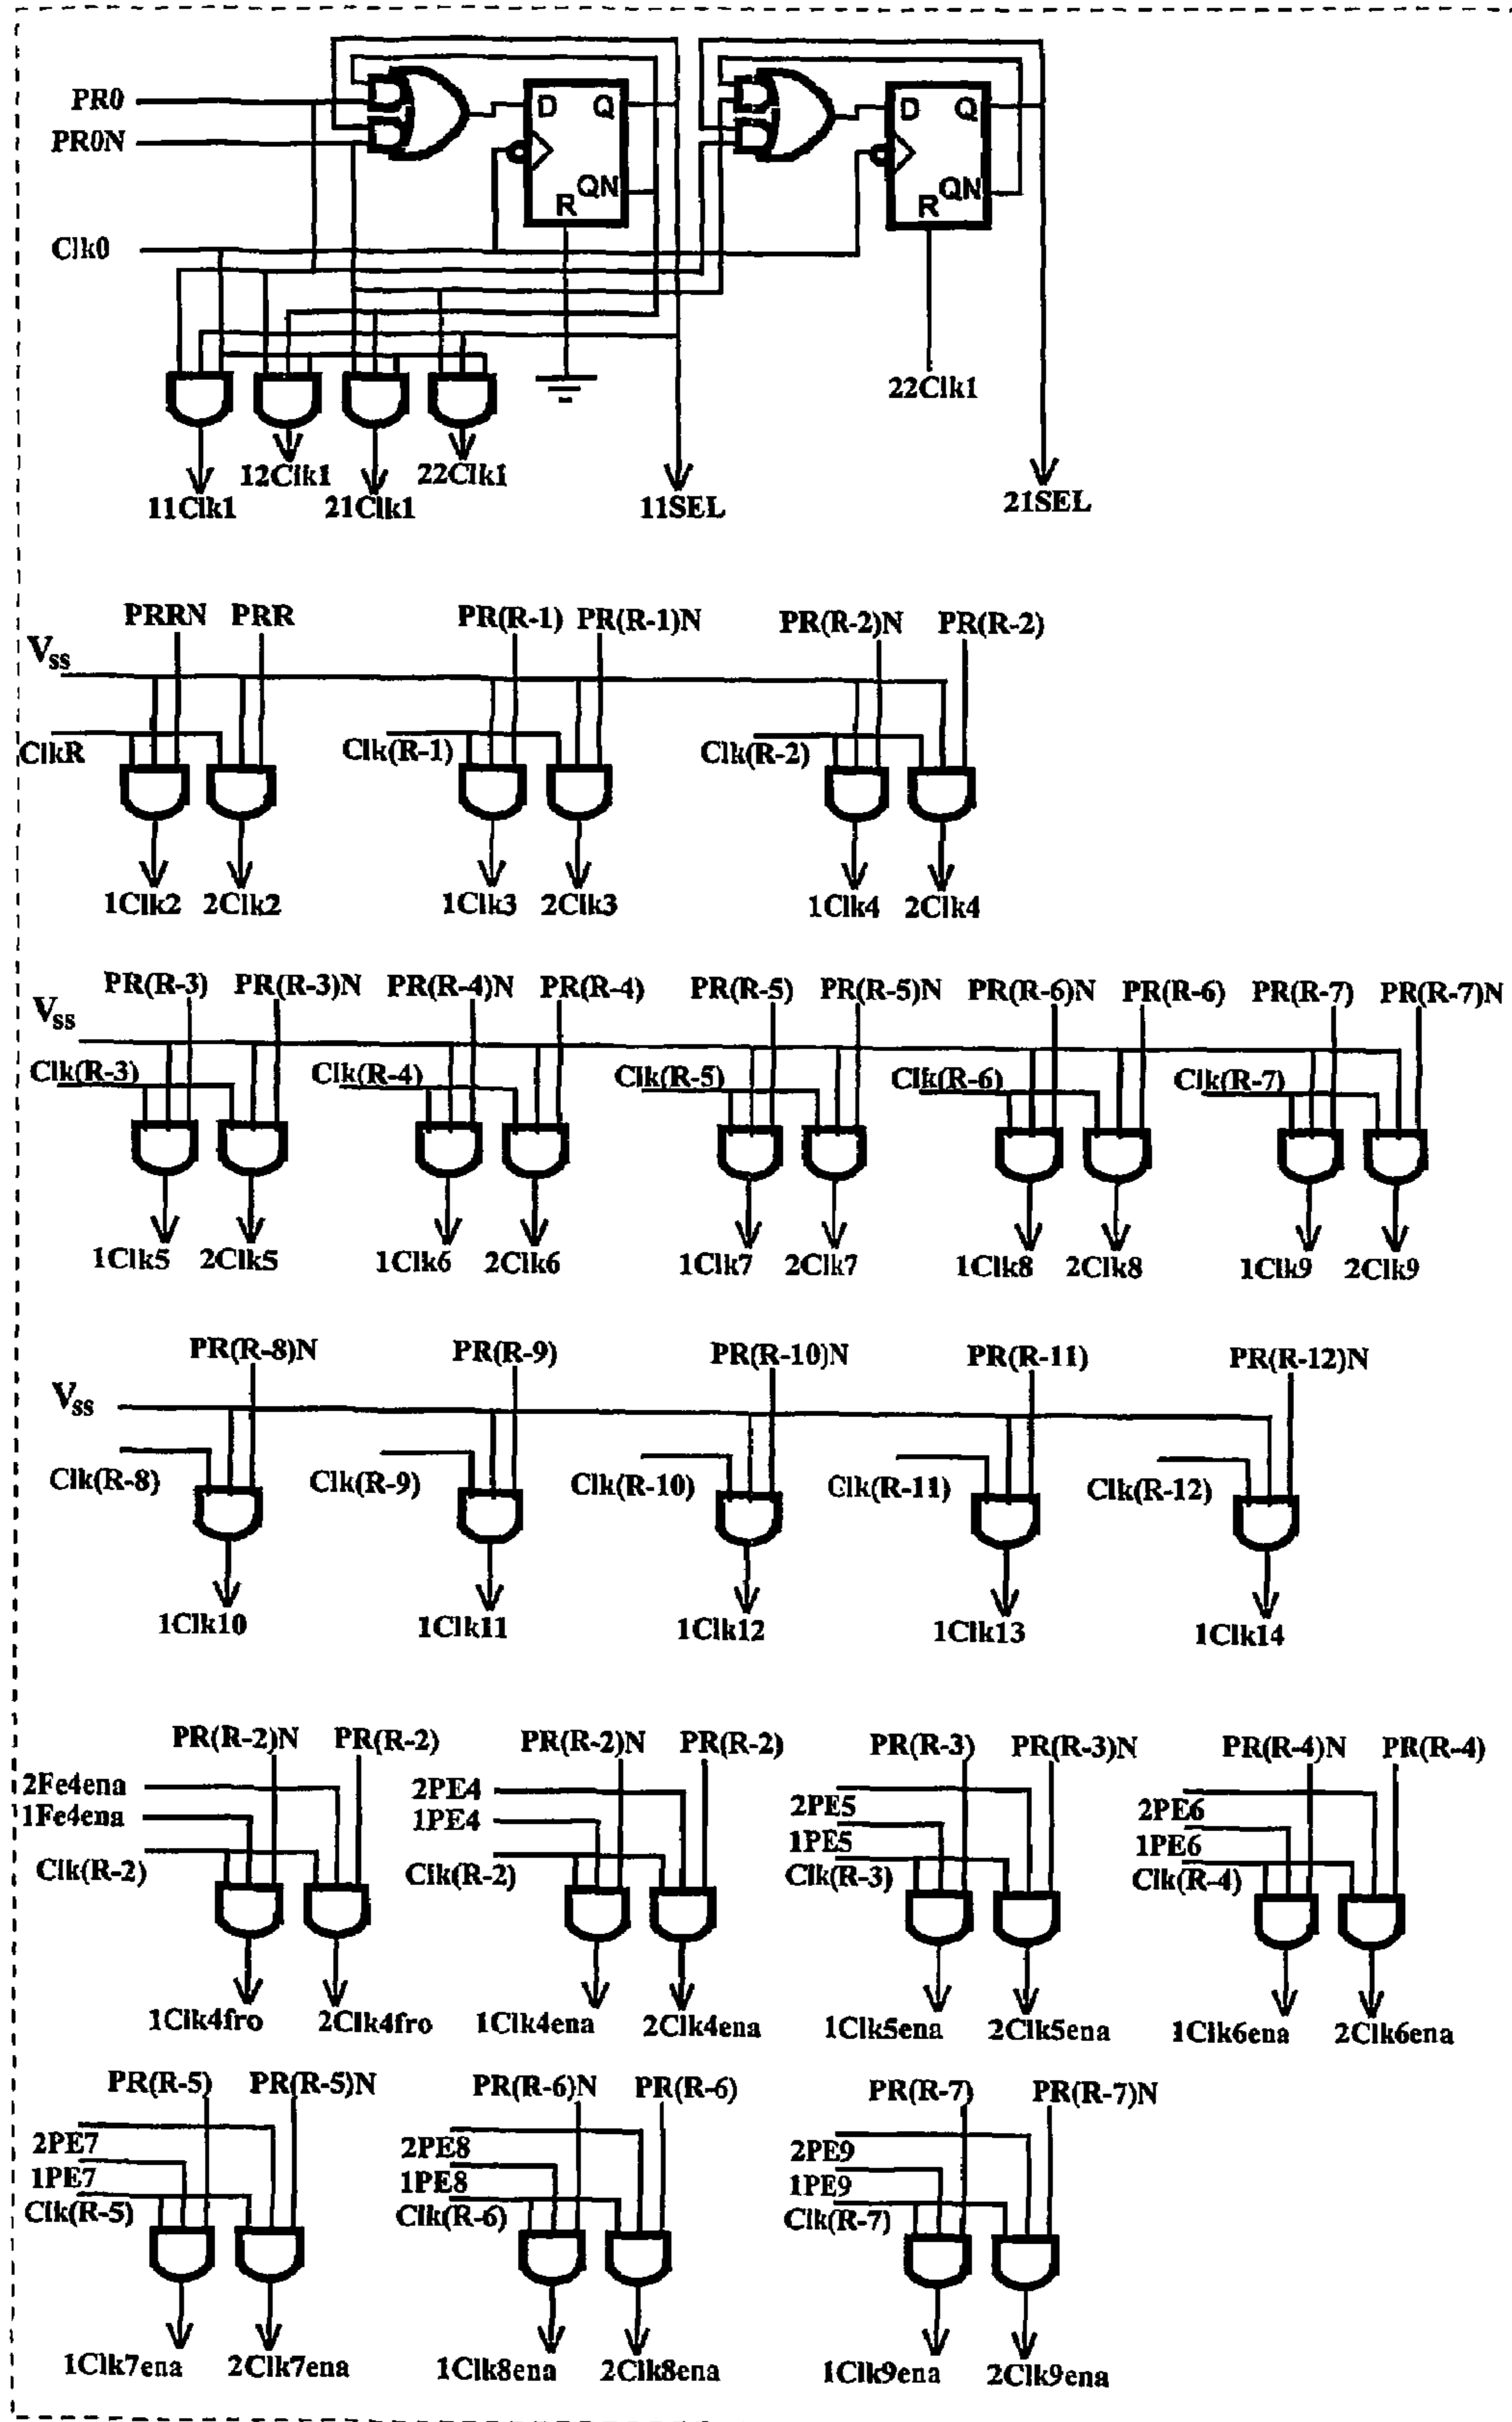 PR0
PR0N
Clk0
D Q D Q
R QN R QN
22Clk1
12Clk1 22Clk1
11Clk1 21Clk1 11SEL 21SEL
PRRN PRR PR(R-1) PR(R-1)N PR(R-2)N PR(R-2)
Vss
ClkR Clk(R-1) Clk(R-2)
1Clk2 2Clk2 1Clk3 2Clk3 1Clk4 2Clk4
PR(R-3) PR(R-3)N PR(R-4)N PR(R-4) PR(R-5) PR(R-5)N PR(R-6)N PR(R-6) PR(R-7) PR(R-7)N
Vss
Clk(R-3) Clk(R-4) Clk(R-5) Clk(R-6) Clk(R-7)
1Clk5 2Clk5 1Clk6 2Clk6 1Clk7 2Clk7 1Clk8 2Clk8 1Clk9 2Clk9
PR(R-8)N PR(R-9) PR(R-10)N PR(R-11) PR(R-12)N
Vss
Clk(R-8) Clk(R-9) Clk(R-10) Clk(R-11) Clk(R-12)
1Clk10 1Clk11 1Clk12 1Clk13 1Clk14
PR(R-2)N PR(R-2) PR(R-2)N PR(R-2) PR(R-3) PR(R-3)N PR(R-4)N PR(R-4)
2Fe4ena 2PE4 2PE5 2PE6
1Fe4ena 1PE4 1PE5 1PE6
Clk(R-2) Clk(R-2) Clk(R-3) Clk(R-4)
1Clk4fro 2Clk4fro 1Clk4ena 2Clk4ena 1Clk5ena 2Clk5ena 1Clk6ena 2Clk6ena
PR(R-5) PR(R-5)N PR(R-6)N PR(R-6) PR(R-7) PR(R-7)N
2PE7 2PE8 2PE9
1PE7 1PE8 1PE9
Clk(R-5) Clk(R-6) Clk(R-7)
1Clk7ena 2Clk7ena 1Clk8ena 2Clk8ena 1Clk9ena 2Clk9ena